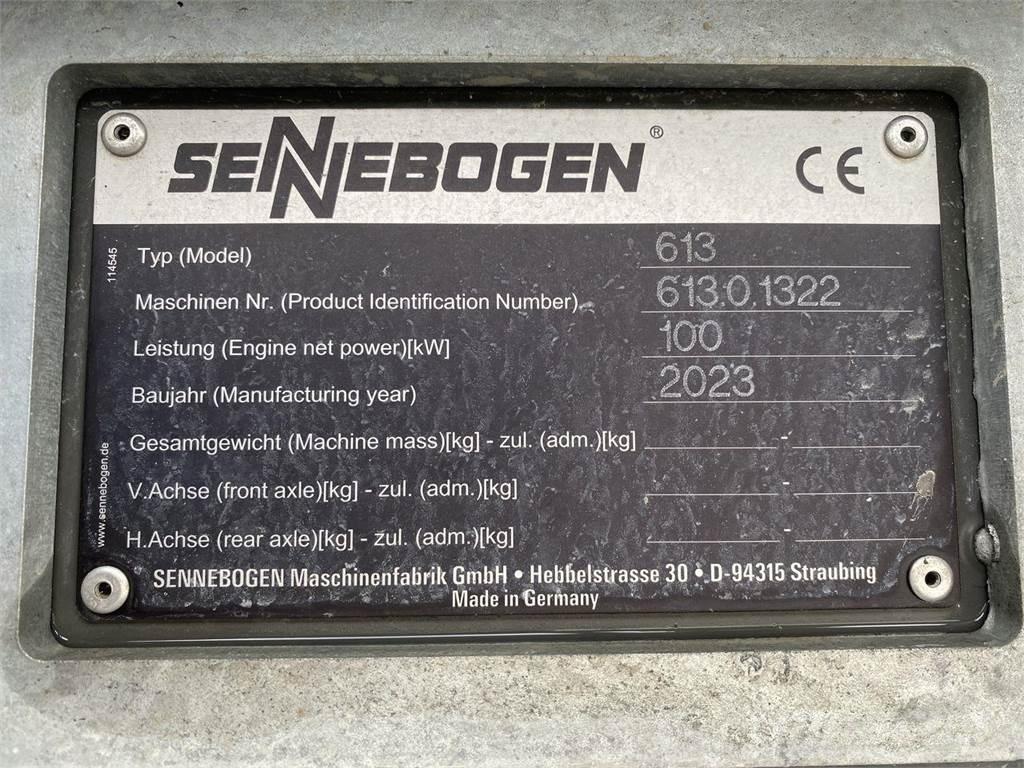 SENNEBOGEN ® CE
Typ (Model) 613
Maschinen Nr. (Product Identification Number) 613.0.1322
Leistung (Engine net power)[kW] 100
Baujahr (Manufacturing year) 2023
Gesamtgewicht (Machine mass)[kg] - zul. (adm.)[kg] -
V.Achse (front axle)[kg] - zul. (adm.)[kg] -
H.Achse (rear axle)[kg] - zul. (adm.)[kg] -
SENNEBOGEN Maschinenfabrik GmbH • Hebbelstrasse 30 • D-94315 Straubing
Made in Germany
114545
www.sennebogen.de